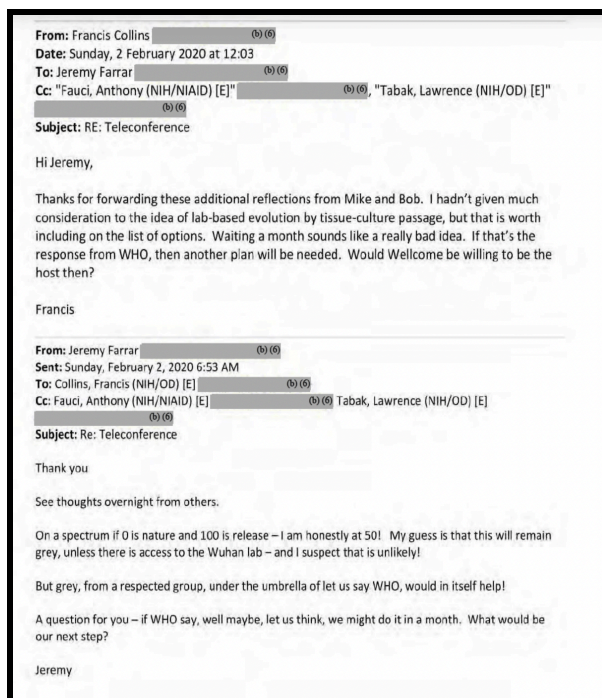 From: Francis Collins (b) (6)
Date: Sunday, 2 February 2020 at 12:03
To: Jeremy Farrar (b) (6)
Cc: "Fauci, Anthony (NIH/NIAID) [E]" (b) (6), "Tabak, Lawrence (NIH/OD) [E]"
(b) (6)
Subject: RE: Teleconference
Hi Jeremy,
Thanks for forwarding these additional reflections from Mike and Bob. I hadn't given much
consideration to the idea of lab-based evolution by tissue-culture passage, but that is worth
including on the list of options. Waiting a month sounds like a really bad idea. If that's the
response from WHO, then another plan will be needed. Would Wellcome be willing to be the
host then?
Francis
From: Jeremy Farrar (b) (6)
Sent: Sunday, February 2, 2020 6:53 AM
To: Collins, Francis (NIH/OD) [E] (b) (6)
Cc: Fauci, Anthony (NIH/NIAID) [E] (b) (6) Tabak, Lawrence (NIH/OD) [E]
(b) (6)
Subject: Re: Teleconference
Thank you
See thoughts overnight from others.
On a spectrum if 0 is nature and 100 is release – I am honestly at 50! My guess is that this will remain
grey, unless there is access to the Wuhan lab – and I suspect that is unlikely!
But grey, from a respected group, under the umbrella of let us say WHO, would in itself help!
A question for you – if WHO say, well maybe, let us think, we might do it in a month. What would be
our next step?
Jeremy